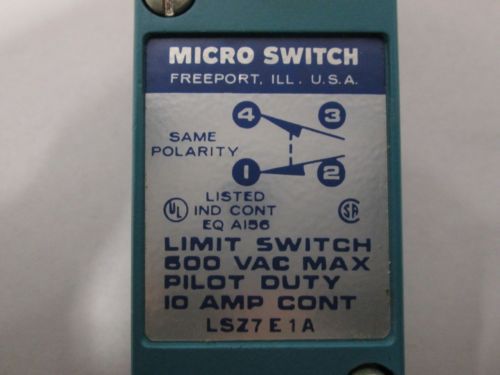 MICRO SWITCH
FREEPORT, ILL. U.S.A.
4 3
SAME
POLARITY
1 2
UL LISTED SA
IND CONT
EQ A156
LIMIT SWITCH
600 VAC MAX
PILOT DUTY
10 AMP CONT
LSZ7E1A